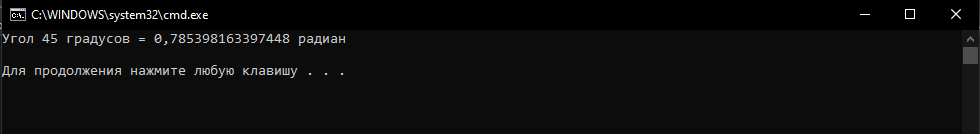 C:\WINDOWS\system32\cmd.exe
Угол 45 градусов = 0,785398163397448 радиан
Для продолжения нажмите любую клавишу . . .